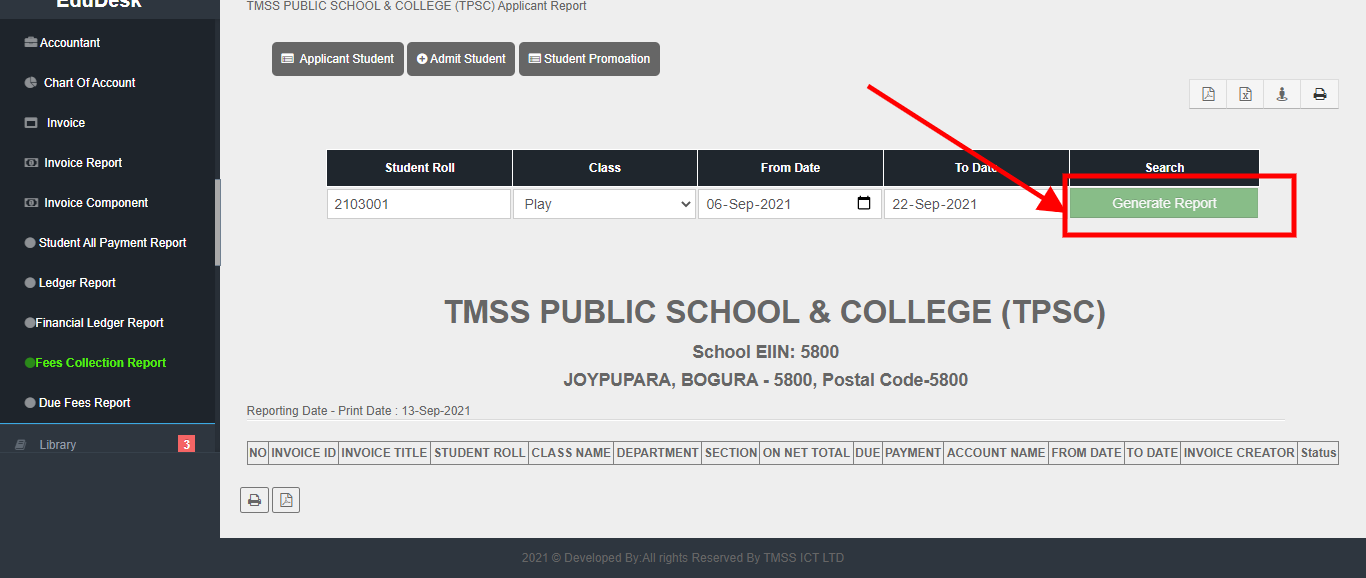 EduDesk
Accountant
Chart Of Account
Invoice
Invoice Report
Invoice Component
Student All Payment Report
Ledger Report
Financial Ledger Report
Fees Collection Report
Due Fees Report
Library 3
TMSS PUBLIC SCHOOL & COLLEGE (TPSC) Applicant Report
Applicant Student Admit Student Student Promoation
Student Roll Class From Date To Date Search
2103001 Play 06-Sep-2021 22-Sep-2021 Generate Report
TMSS PUBLIC SCHOOL & COLLEGE (TPSC)
School EIIN: 5800
JOYPUPARA, BOGURA - 5800, Postal Code-5800
Reporting Date - Print Date : 13-Sep-2021
NO INVOICE ID INVOICE TITLE STUDENT ROLL CLASS NAME DEPARTMENT SECTION ON NET TOTAL DUE PAYMENT ACCOUNT NAME FROM DATE TO DATE INVOICE CREATOR Status
2021 © Developed By:All rights Reserved By TMSS ICT LTD